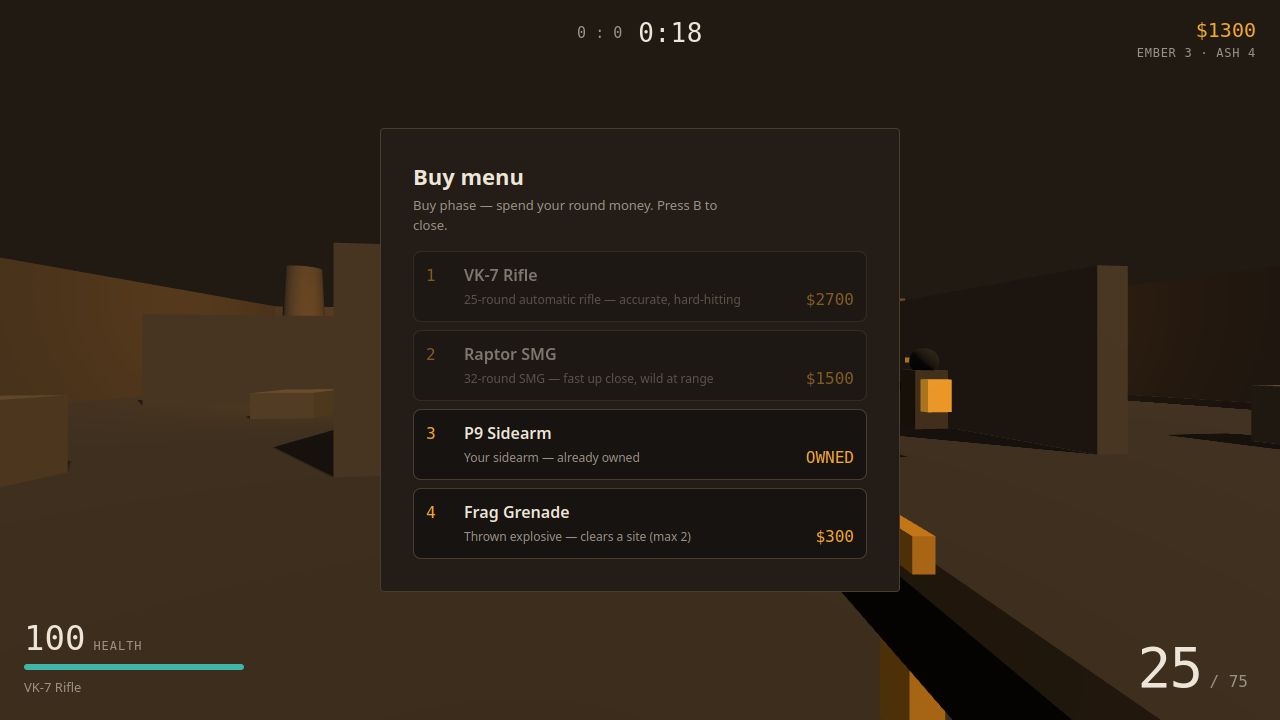 0 : 0 0:18
$1300
EMBER 3 · ASH 4
Buy menu
Buy phase — spend your round money. Press B to
close.
1 VK-7 Rifle
25-round automatic rifle — accurate, hard-hitting $2700
2 Raptor SMG
32-round SMG — fast up close, wild at range $1500
3 P9 Sidearm
Your sidearm — already owned OWNED
4 Frag Grenade
Thrown explosive — clears a site (max 2) $300
100 HEALTH
VK-7 Rifle
25 / 75